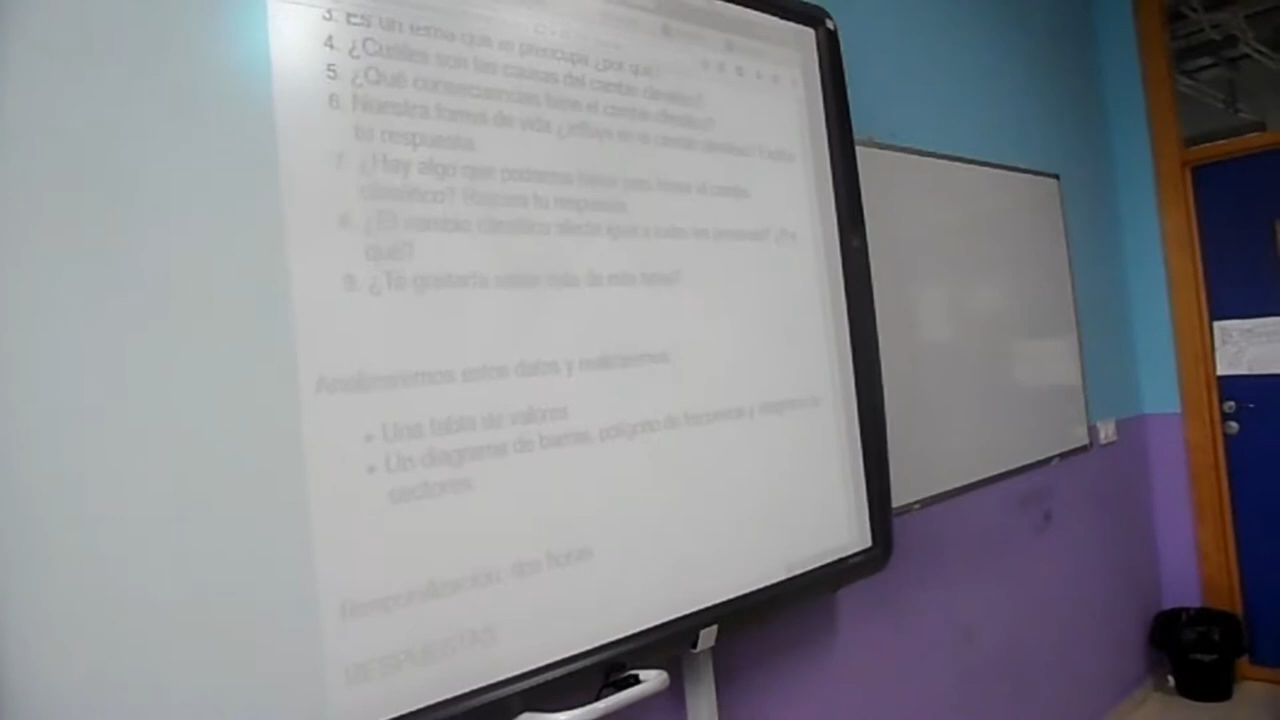 3. Es un tema que te preocupa ¿por qué?
4. ¿Cuáles son las causas del cambio climático?
5. ¿Qué consecuencias tiene el cambio climático?
6. Nuestra forma de vida ¿influye en el cambio climático?
tu respuesta.
7. ¿Hay algo que podamos hacer para frenar el cambio
climático? Razona tu respuesta.
8. ¿El cambio climático afecta igual a todas las personas? ¿Por
qué?
9. ¿Te gustaría saber más de este tema?
Analizaremos estos datos y realizaremos:
• Una tabla de valores
• Un diagrama de barras, polígono de frecuencias y diagrama de
sectores
Temporalización: dos horas
RESPUESTAS